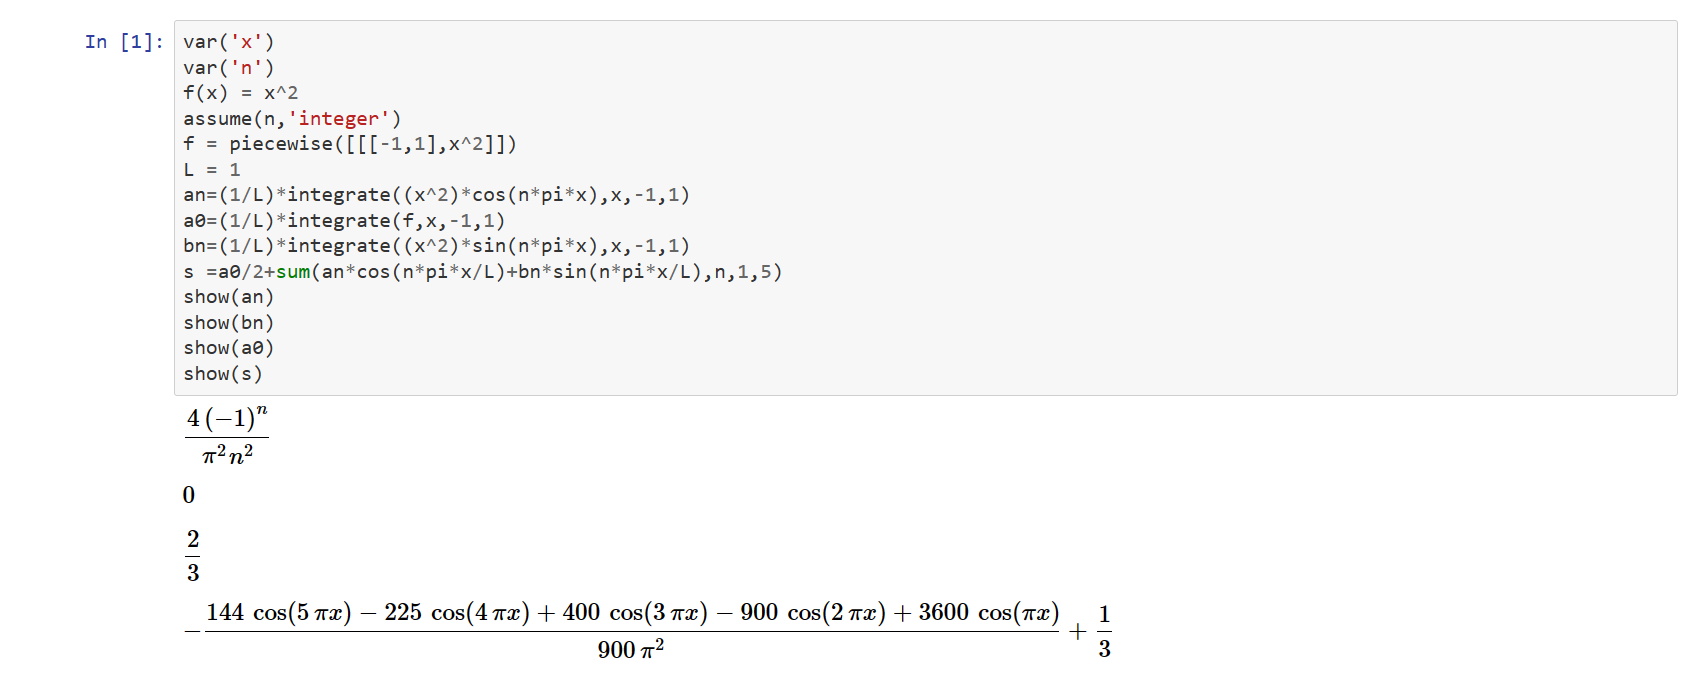 In [1]: var('x')
var('n')
f(x) = x^2
assume(n,'integer')
f = piecewise([[[-1,1],x^2]])
L = 1
an=(1/L)*integrate((x^2)*cos(n*pi*x),x,-1,1)
a0=(1/L)*integrate(f,x,-1,1)
bn=(1/L)*integrate((x^2)*sin(n*pi*x),x,-1,1)
s =a0/2+sum(an*cos(n*pi*x/L)+bn*sin(n*pi*x/L),n,1,5)
show(an)
show(bn)
show(a0)
show(s)
4 (−1)^n
π^2 n^2
0
2
3
− 144 cos(5 πx) − 225 cos(4 πx) + 400 cos(3 πx) − 900 cos(2 πx) + 3600 cos(πx) + 1
900 π^2 3